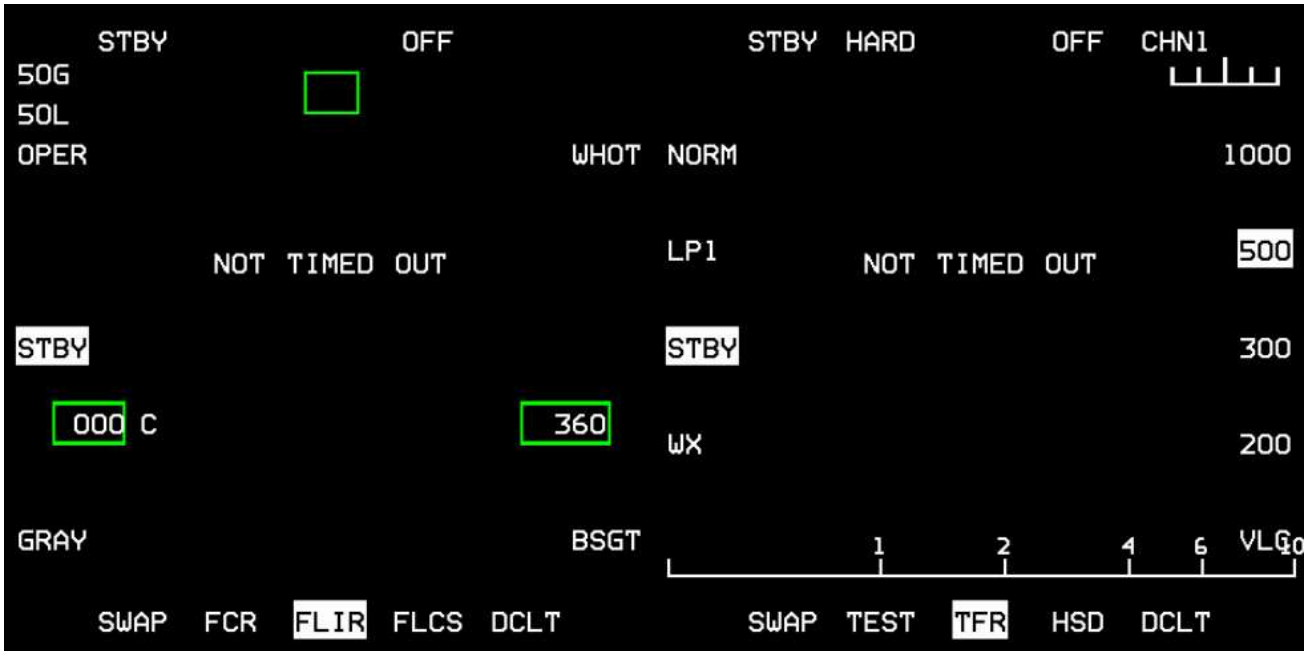 STBY OFF STBY HARD OFF CHN1
50G
50L
OPER WHOT NORM 1000
NOT TIMED OUT LP1 NOT TIMED OUT 500
STBY STBY 300
000 C 360 WX 200
GRAY BSGT 1 2 4 6 VLC 10
SWAP FCR FLIR FLCS DCLT SWAP TEST TFR HSD DCLT